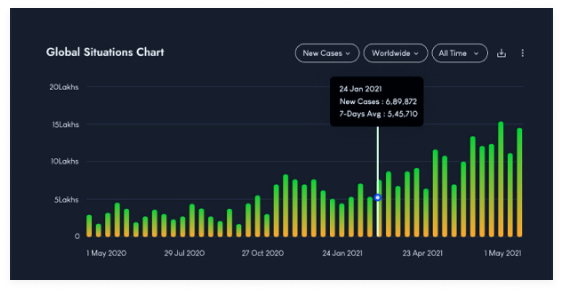 Global Situations Chart
New Cases Worldwide All Time
20Lakhs
24 Jan 2021
New Cases : 6,89,872
7-Days Avg : 5,45,710
15Lakhs
10Lakhs
5Lakhs
0
1 May 2020 29 Jul 2020 27 Oct 2020 24 Jan 2021 23 Apr 2021 1 May 2021